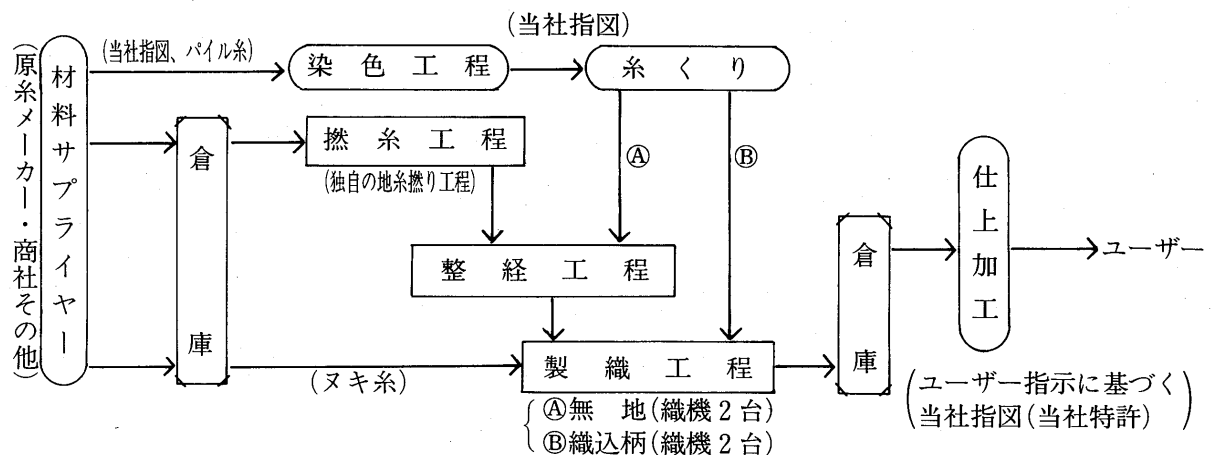 (当社指図)
(当社指図、パイル糸)
染色工程
糸くり
材料サプライヤー
(原糸メーカー・商社その他)
倉庫
撚糸工程
(独自の地糸撚り工程)
Ⓐ
Ⓑ
整経工程
(ヌキ糸)
製織工程
Ⓐ無 地(織機2台)
Ⓑ織込柄(織機2台)
倉庫
仕上加工
ユーザー
(ユーザー指示に基づく
当社指図(当社特許))